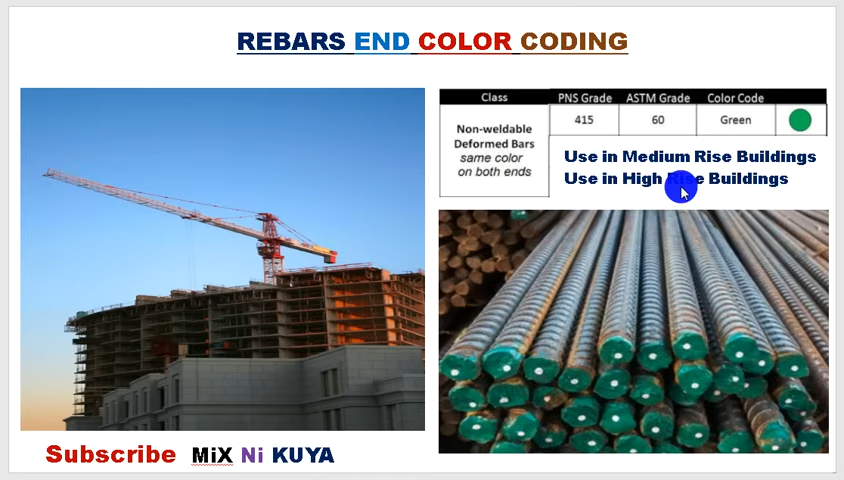 REBARS END COLOR CODING
Class PNS Grade ASTM Grade Color Code
415 60 Green
Non-weldable
Deformed Bars
same color
on both ends
Use in Medium Rise Buildings
Use in High Rise Buildings
Subscribe MiX Ni KUYA